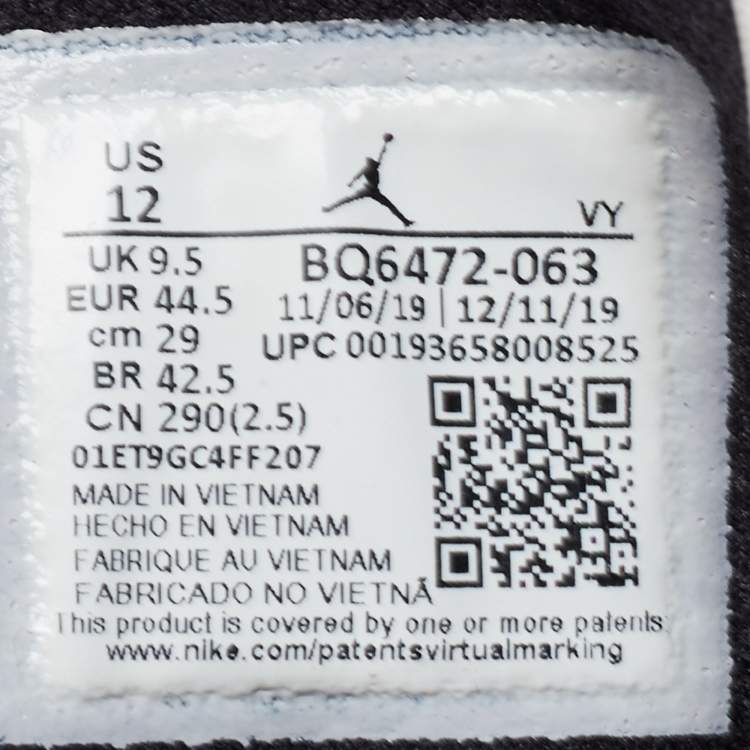 US
12
VY
UK 9.5
BQ6472-063
EUR 44.5
11/06/19 | 12/11/19
cm 29
UPC 00193658008525
BR 42.5
CN 290(2.5)
01ET9GC4FF207
MADE IN VIETNAM
HECHO EN VIETNAM
FABRIQUE AU VIETNAM
FABRICADO NO VIETNÃ
This product is covered by one or more patents:
www.nike.com/patentsvirtualmarking